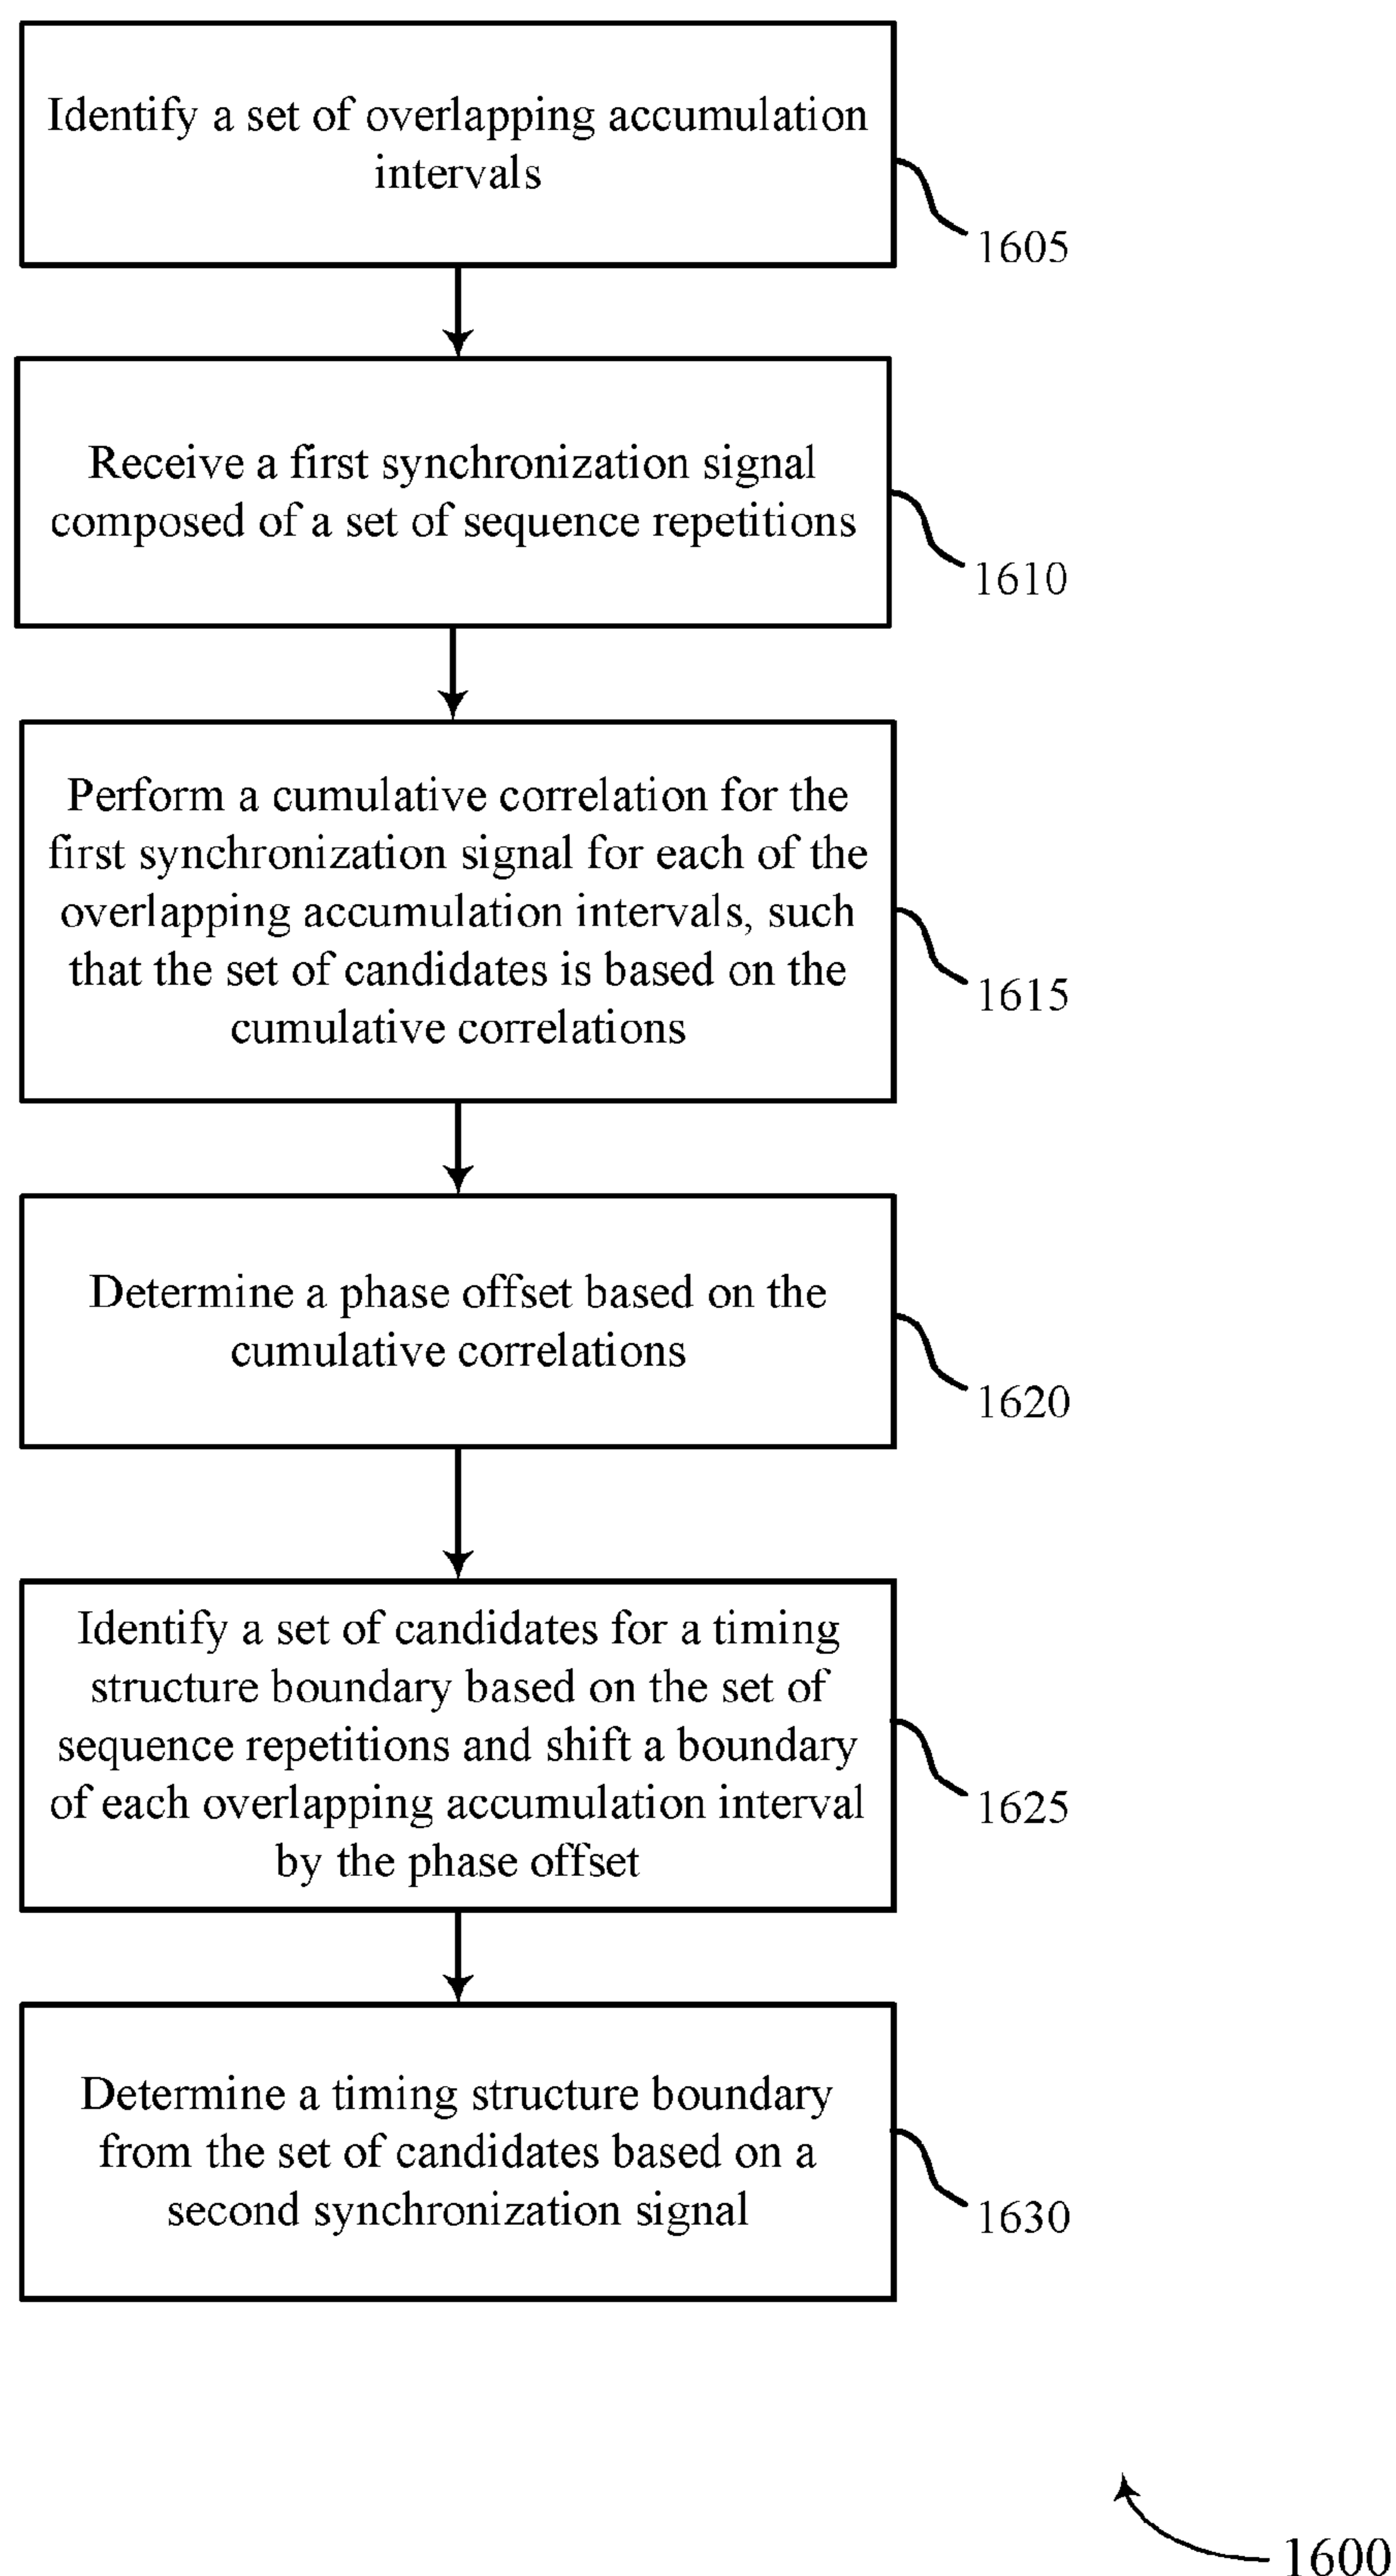 Identify a set of overlapping accumulation
intervals
1605
Receive a first synchronization signal
composed of a set of sequence repetitions
1610
Perform a cumulative correlation for the
first synchronization signal for each of the
overlapping accumulation intervals, such
that the set of candidates is based on the
cumulative correlations
1615
Determine a phase offset based on the
cumulative correlations
1620
Identify a set of candidates for a timing
structure boundary based on the set of
sequence repetitions and shift a boundary
of each overlapping accumulation interval
by the phase offset
1625
Determine a timing structure boundary
from the set of candidates based on a
second synchronization signal
1630
1600